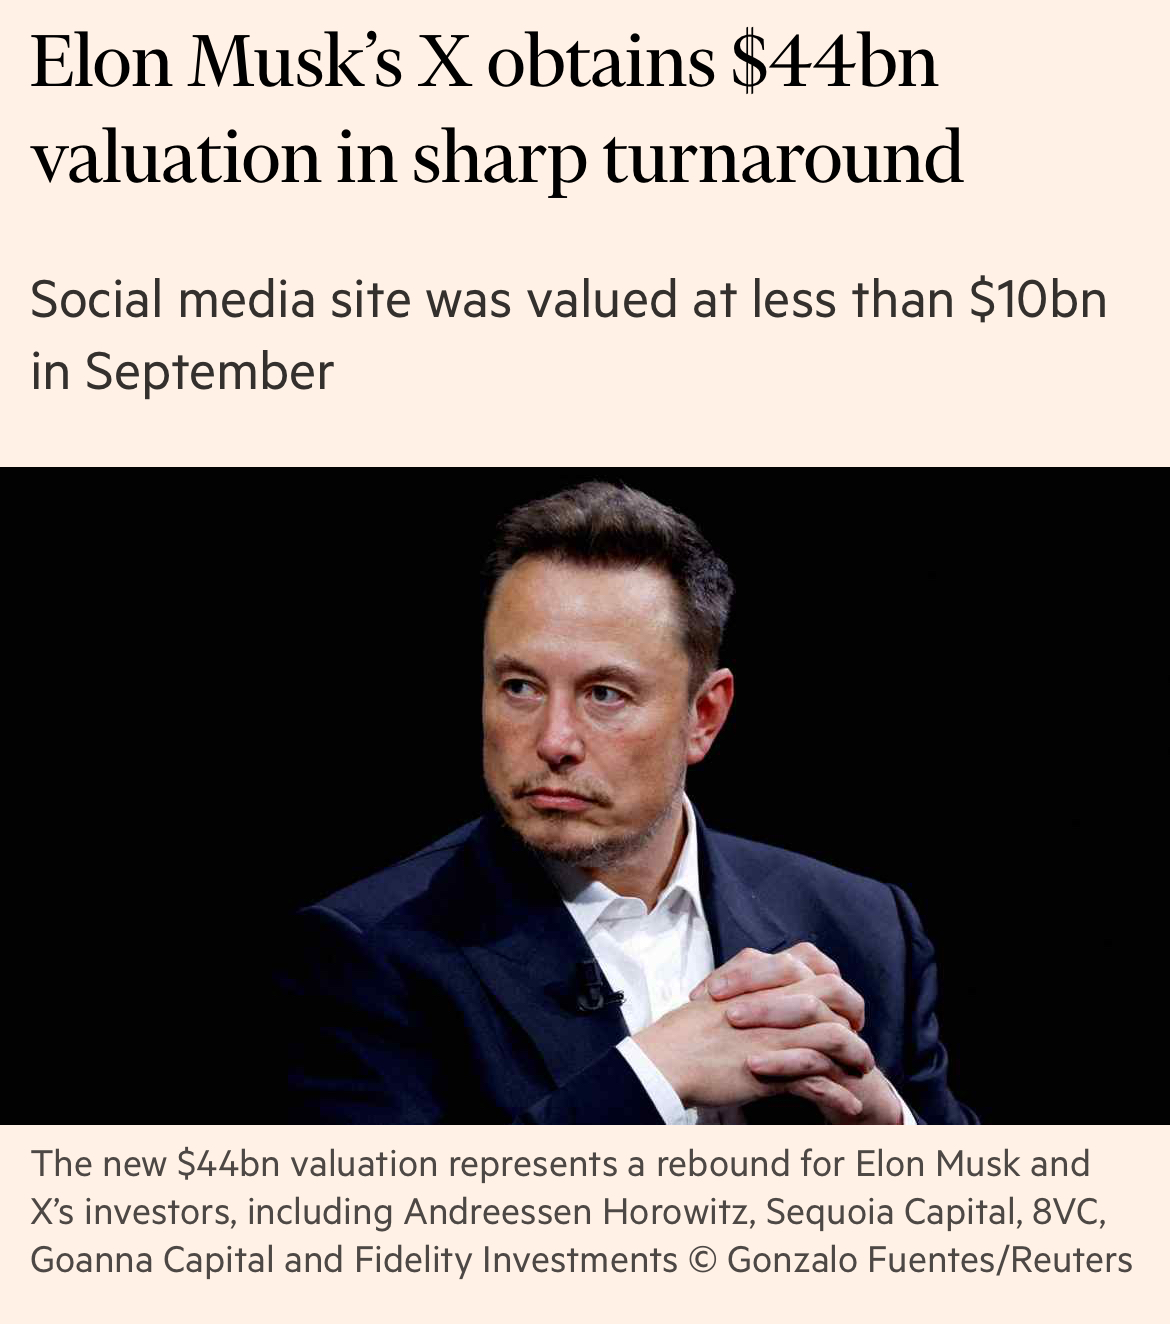 Elon Musk’s X obtains $44bn
valuation in sharp turnaround
Social media site was valued at less than $10bn
in September
The new $44bn valuation represents a rebound for Elon Musk and
X’s investors, including Andreessen Horowitz, Sequoia Capital, 8VC,
Goanna Capital and Fidelity Investments © Gonzalo Fuentes/Reuters